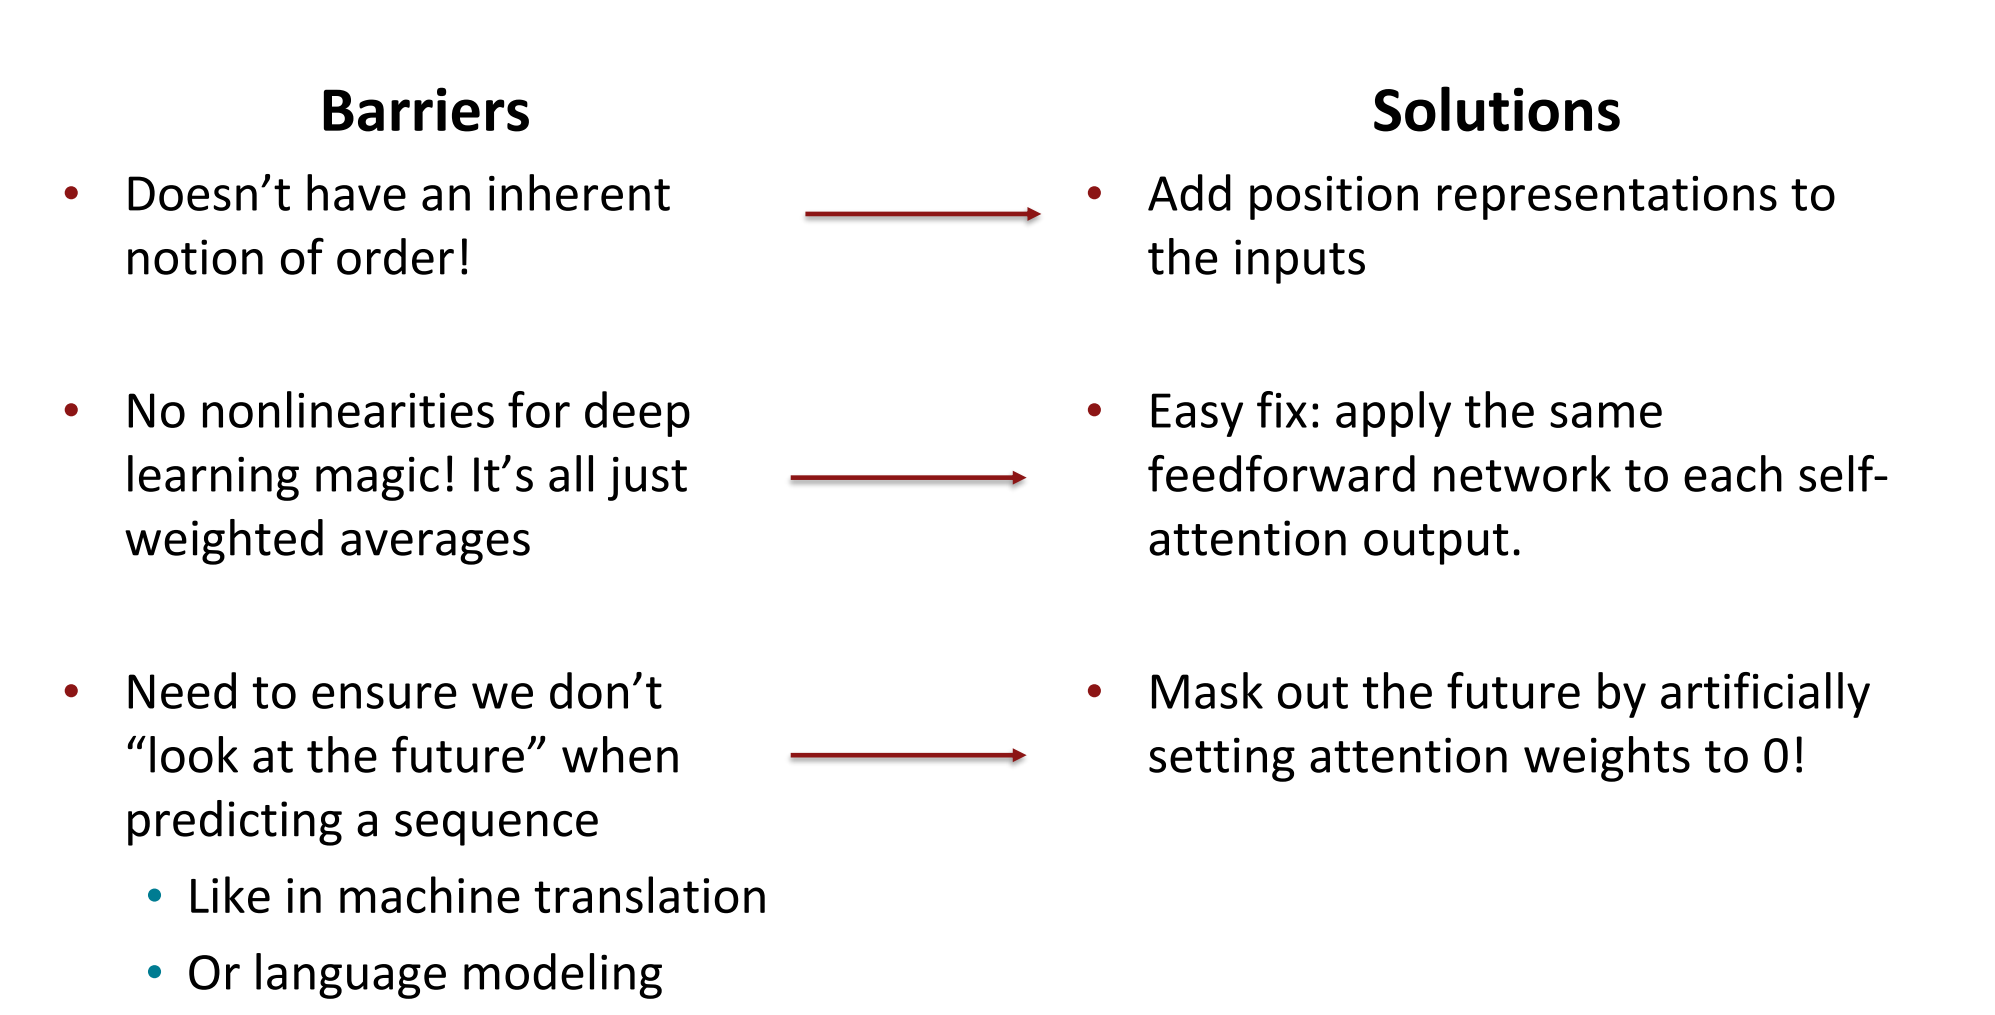 Barriers
• Doesn’t have an inherent
notion of order!
• No nonlinearities for deep
learning magic! It’s all just
weighted averages
• Need to ensure we don’t
“look at the future” when
predicting a sequence
• Like in machine translation
• Or language modeling
Solutions
• Add position representations to
the inputs
• Easy fix: apply the same
feedforward network to each self-
attention output.
• Mask out the future by artificially
setting attention weights to 0!